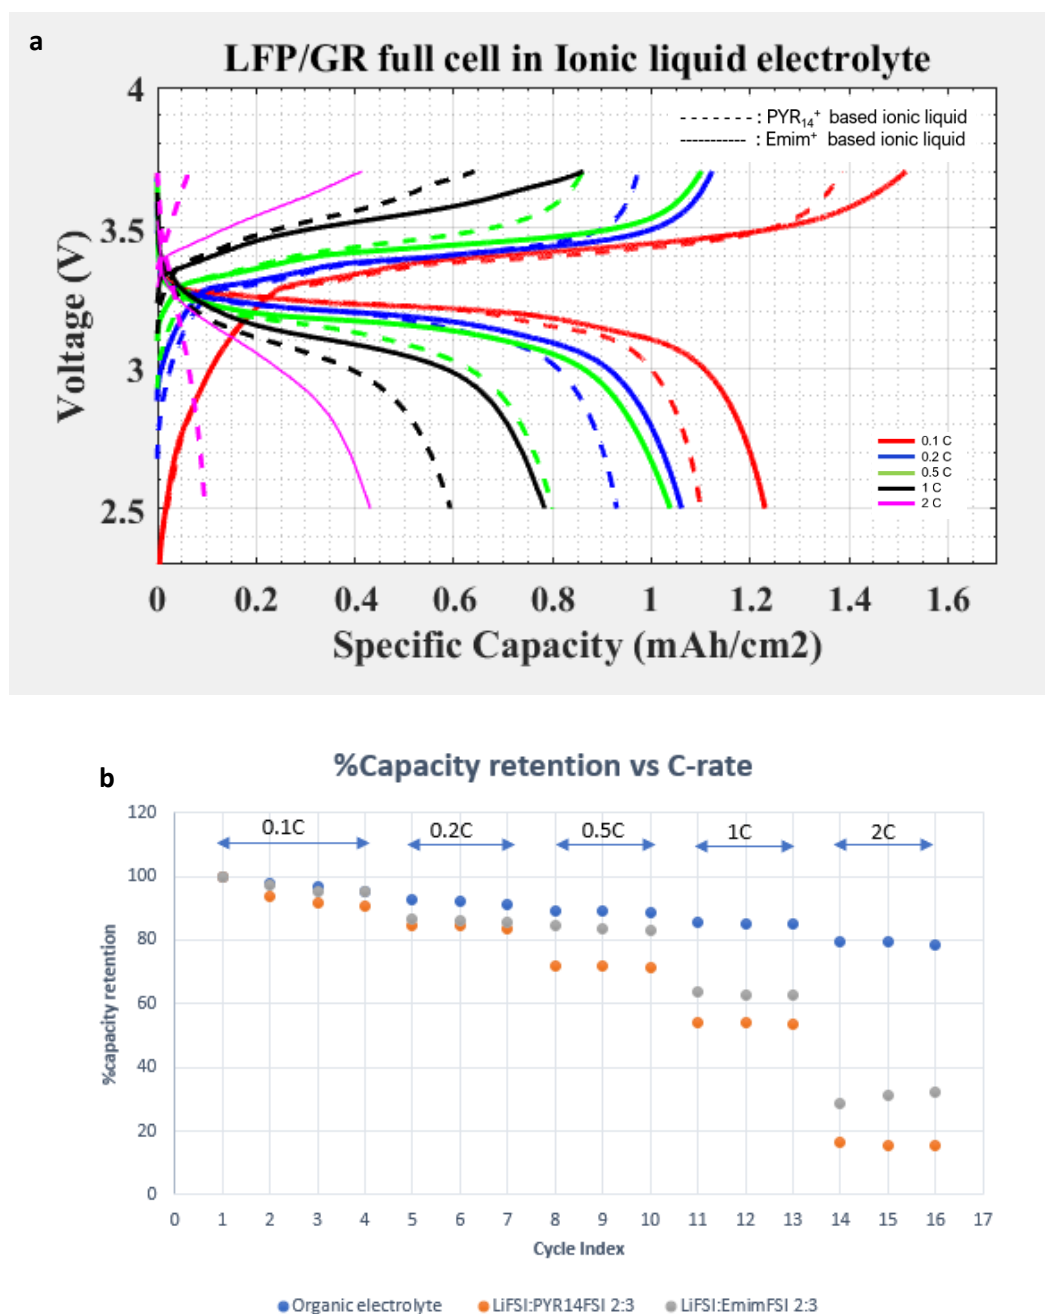 a
LFP/GR full cell in Ionic liquid electrolyte
4
3.5
3
2.5
Voltage (V)
: PYR14+ based ionic liquid
: Emim+ based ionic liquid
0.1 C
0.2 C
0.5 C
1 C
2 C
0 0.2 0.4 0.6 0.8 1 1.2 1.4 1.6
Specific Capacity (mAh/cm2)
b
%Capacity retention vs C-rate
120
100
80
60
40
20
0
%capacity retention
0.1C 0.2C 0.5C 1C 2C
0 1 2 3 4 5 6 7 8 9 10 11 12 13 14 15 16 17
Cycle Index
Organic electrolyte LiFSI:PYR14FSI 2:3 LiFSI:EmimFSI 2:3